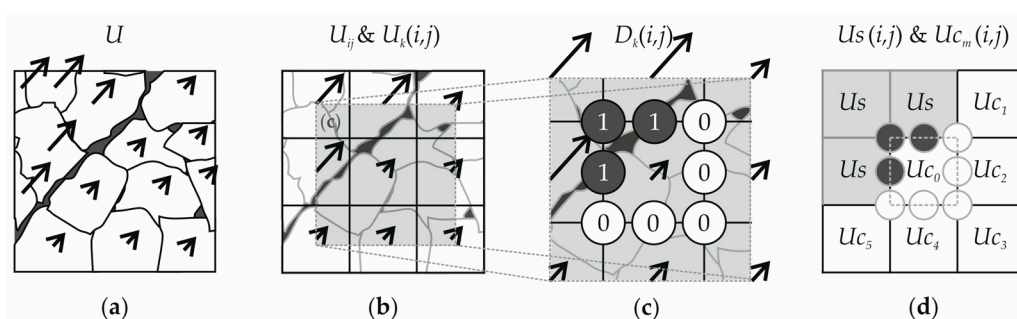 U
U_ij & U_k(i,j)
D_k(i,j)
Us(i,j) & Uc_m(i,j)
(c)
1 1 0
1 0
0 0 0
Us Us Uc_1
Us Uc_0 Uc_2
Uc_5 Uc_4 Uc_3
(a) (b) (c) (d)